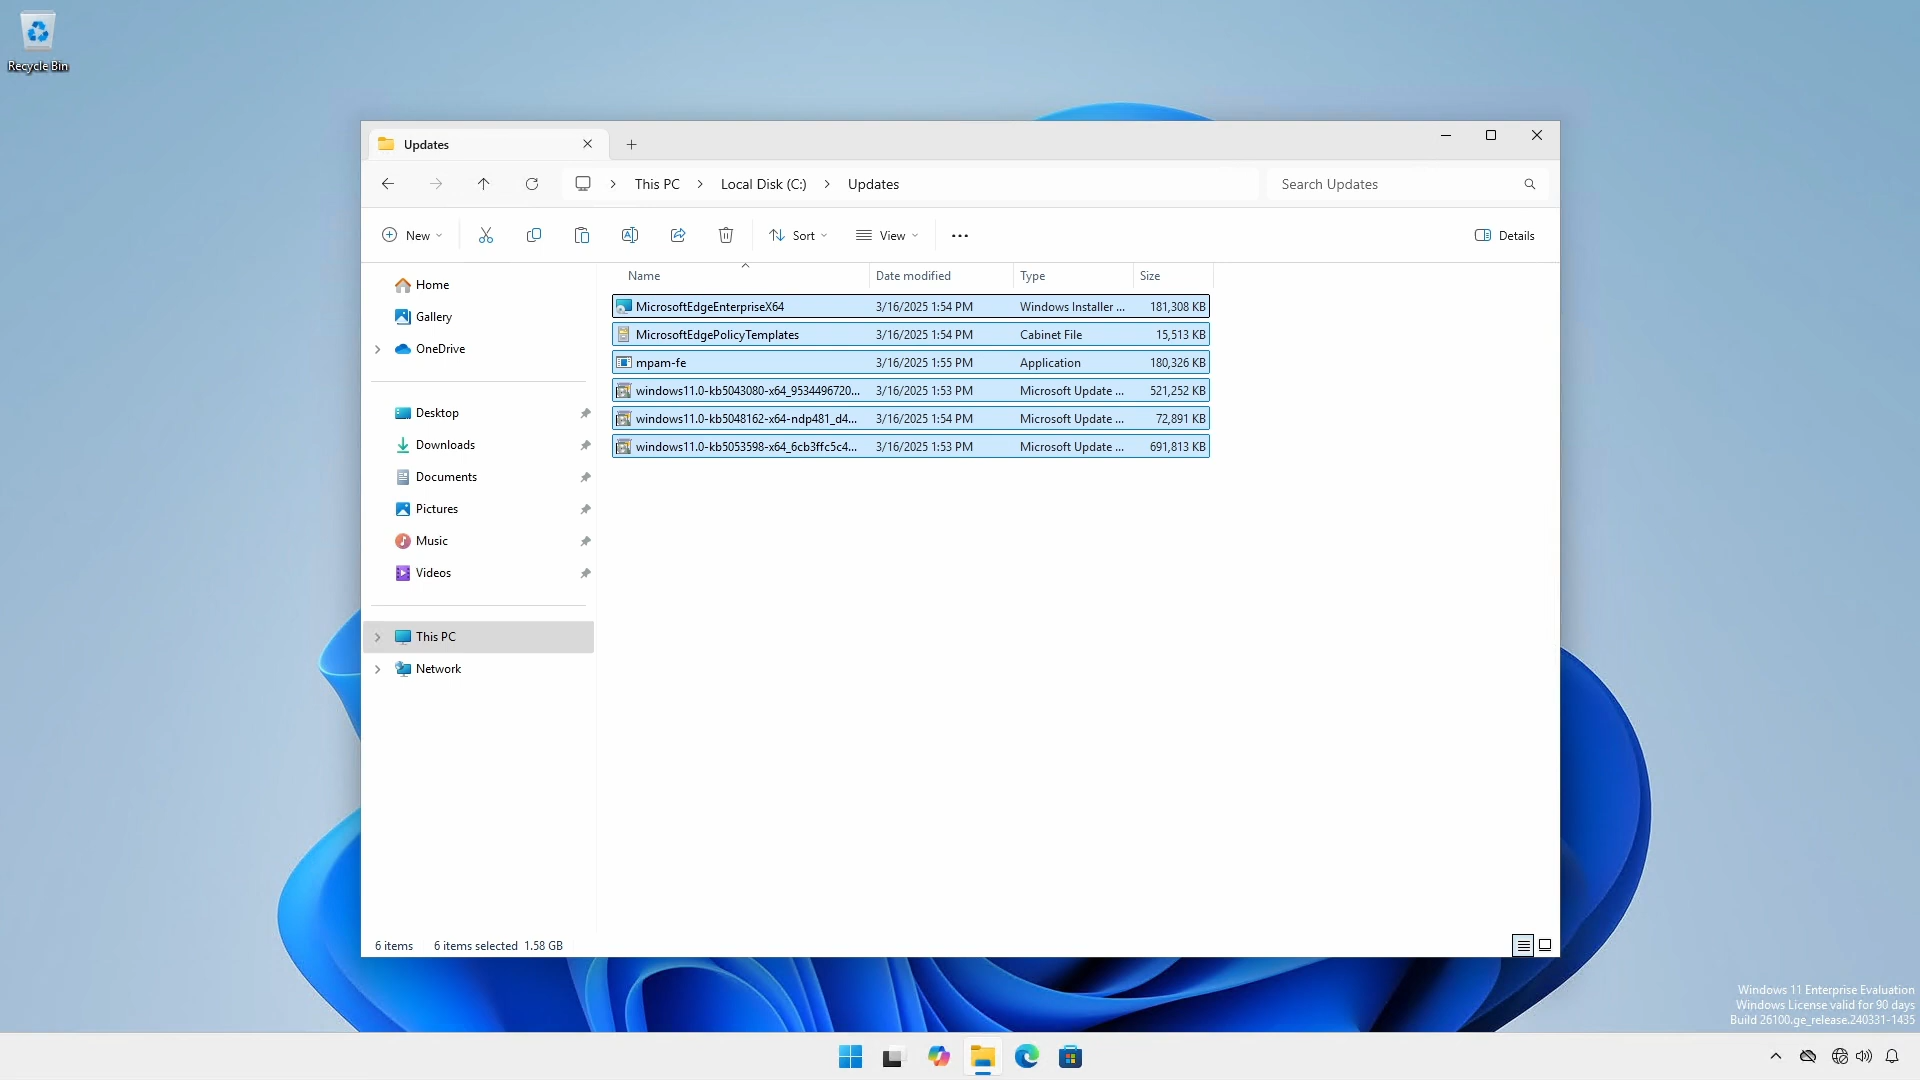 Recycle Bin
Updates
This PC
Local Disk (C:)
Updates
Search Updates
New
Sort
View
Details
Name
Date modified
Type
Size
Home
Gallery
OneDrive
Desktop
Downloads
Documents
Pictures
Music
Videos
This PC
Network
MicrosoftEdgeEnterpriseX64 3/16/2025 1:54 PM Windows Installer ... 181,308 KB
MicrosoftEdgePolicyTemplates 3/16/2025 1:54 PM Cabinet File 15,513 KB
mpam-fe 3/16/2025 1:55 PM Application 180,326 KB
windows11.0-kb5043080-x64_9534496720... 3/16/2025 1:53 PM Microsoft Update ... 521,252 KB
windows11.0-kb5048162-x64-ndp481_d4... 3/16/2025 1:54 PM Microsoft Update ... 72,891 KB
windows11.0-kb5053598-x64_6cb3ffc5c4... 3/16/2025 1:53 PM Microsoft Update ... 691,813 KB
6 items 6 items selected 1.58 GB
Windows 11 Enterprise Evaluation
Windows License valid for 90 days
Build 26100.ge_release.240331-1435